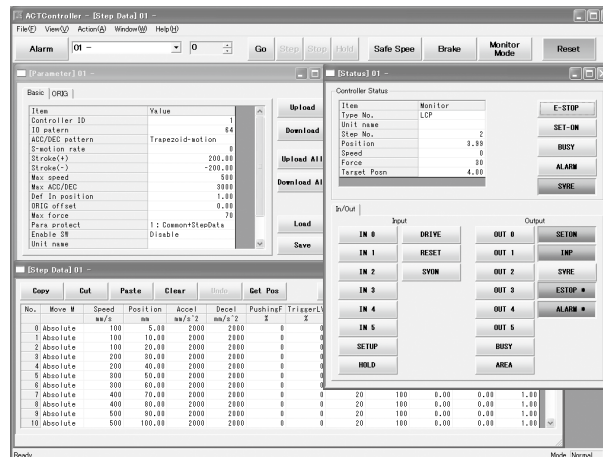 ACTController - [Step Data] 01 -
File(F) View(V) Action(A) Window(W) Help(H)
Alarm 01 - 0 Go Step Stop Hold Safe Spee Brake Monitor Mode Reset
[Parameter] 01 -
Basic ORIG
Item Value
Controller ID 1
IO patern 64
ACC/DEC pattern Trapezoid-motion
S-motion rate 0
Stroke(+) 200.00
Stroke(-) -200.00
Max speed 500
Max ACC/DEC 3000
Def In position 1.00
ORIG offset 0.00
Max force 70
Para protect 1 : Common+StepData
Enable SW Disable
Unit name
Upload
Download
Upload All
Download Al
Load
Save
[Status] 01 -
Controller Status
Item Monitor
Type No. LCP
Unit name
Step No. 2
Position 3.99
Speed 0
Force 30
Target Posn 4.00
E-STOP
SET-ON
BUSY
ALARM
SVRE
In/Out
Input Output
IN 0 DRIVE OUT 0 SETON
IN 1 RESET OUT 1 INP
IN 2 SVON OUT 2 SVRE
IN 3 OUT 3 ESTOP ●
IN 4 OUT 4 ALARM ●
IN 5 OUT 5
SETUP BUSY
HOLD AREA
[Step Data] 01 -
Copy Cut Paste Clear Undo Get Pos
No. Move M Speed Position Accel Decel PushingF TriggerLV
mm/s mm mm/s^2 mm/s^2 % %
0 Absolute 100 5.00 2000 2000 0 0
1 Absolute 100 10.00 2000 2000 0 0
2 Absolute 100 20.00 2000 2000 0 0
3 Absolute 200 30.00 2000 2000 0 0
4 Absolute 200 40.00 2000 2000 0 0
5 Absolute 300 50.00 2000 2000 0 0
6 Absolute 300 60.00 2000 2000 0 0
7 Absolute 400 70.00 2000 2000 0 0 20 100 0.00 0.00 1.00
8 Absolute 400 80.00 2000 2000 0 0 20 100 0.00 0.00 1.00
9 Absolute 500 90.00 2000 2000 0 0 20 100 0.00 0.00 1.00
10 Absolute 500 100.00 2000 2000 0 0 20 100 0.00 0.00 1.00
Ready Mode Normal